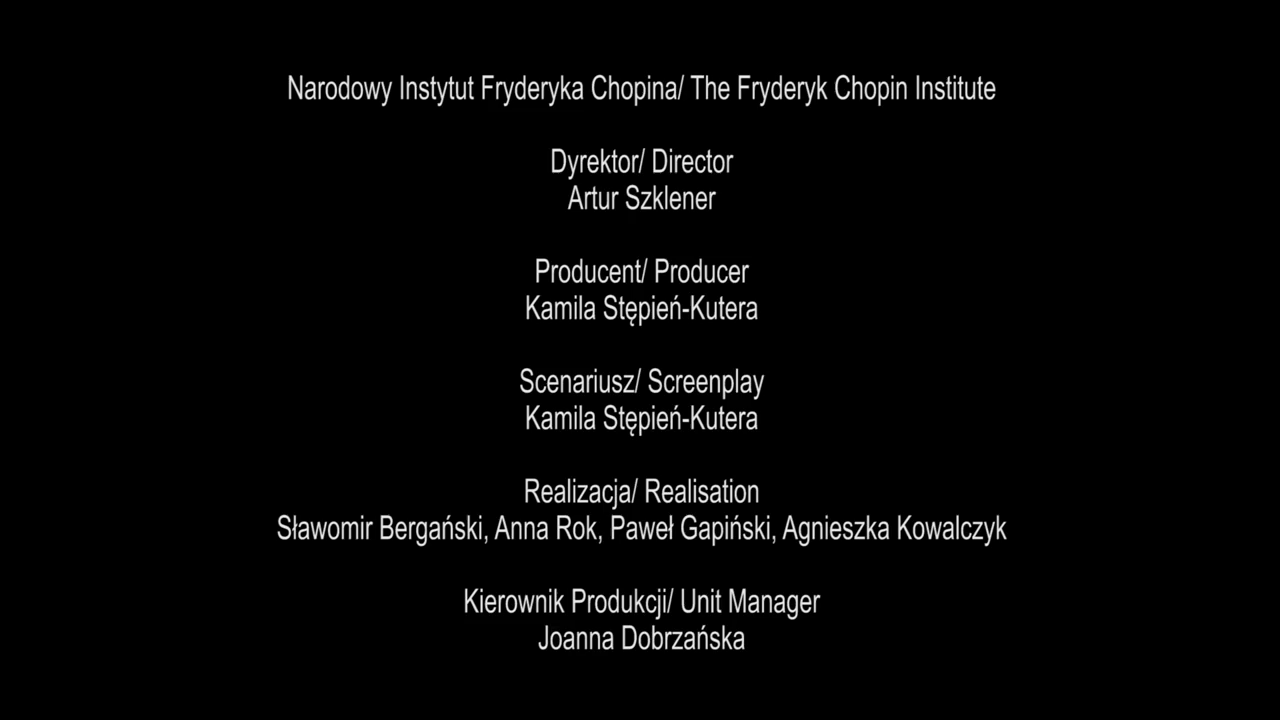 Narodowy Instytut Fryderyka Chopina/ The Fryderyk Chopin Institute
Dyrektor/ Director
Artur Szklener
Producent/ Producer
Kamila Stępień-Kutera
Scenariusz/ Screenplay
Kamila Stępień-Kutera
Realizacja/ Realisation
Sławomir Bergański, Anna Rok, Paweł Gapiński, Agnieszka Kowalczyk
Kierownik Produkcji/ Unit Manager
Joanna Dobrzańska